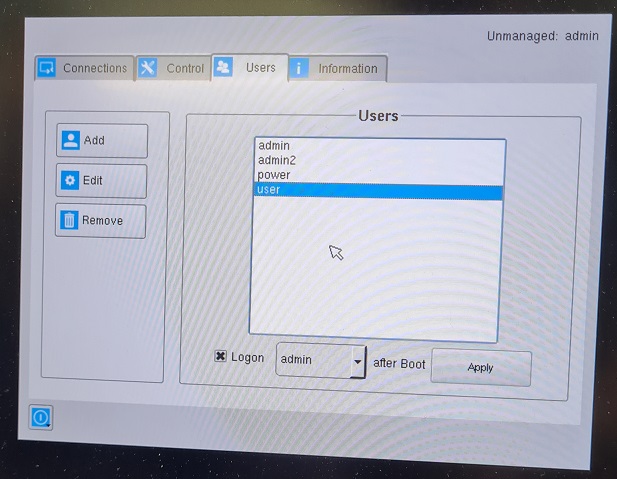 Unmanaged: admin
Connections
Control
Users
Information
Add
Edit
Remove
Users
admin
admin2
power
user
Logon
admin
after Boot
Apply